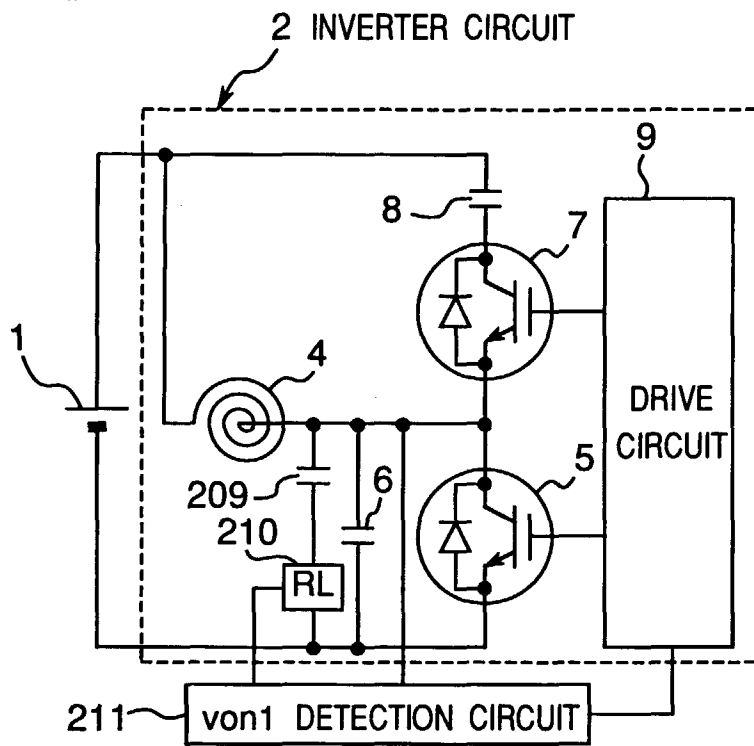 2 INVERTER CIRCUIT
9
8
7
1
4
DRIVE
CIRCUIT
5
6
209
210
RL
211
von1 DETECTION CIRCUIT